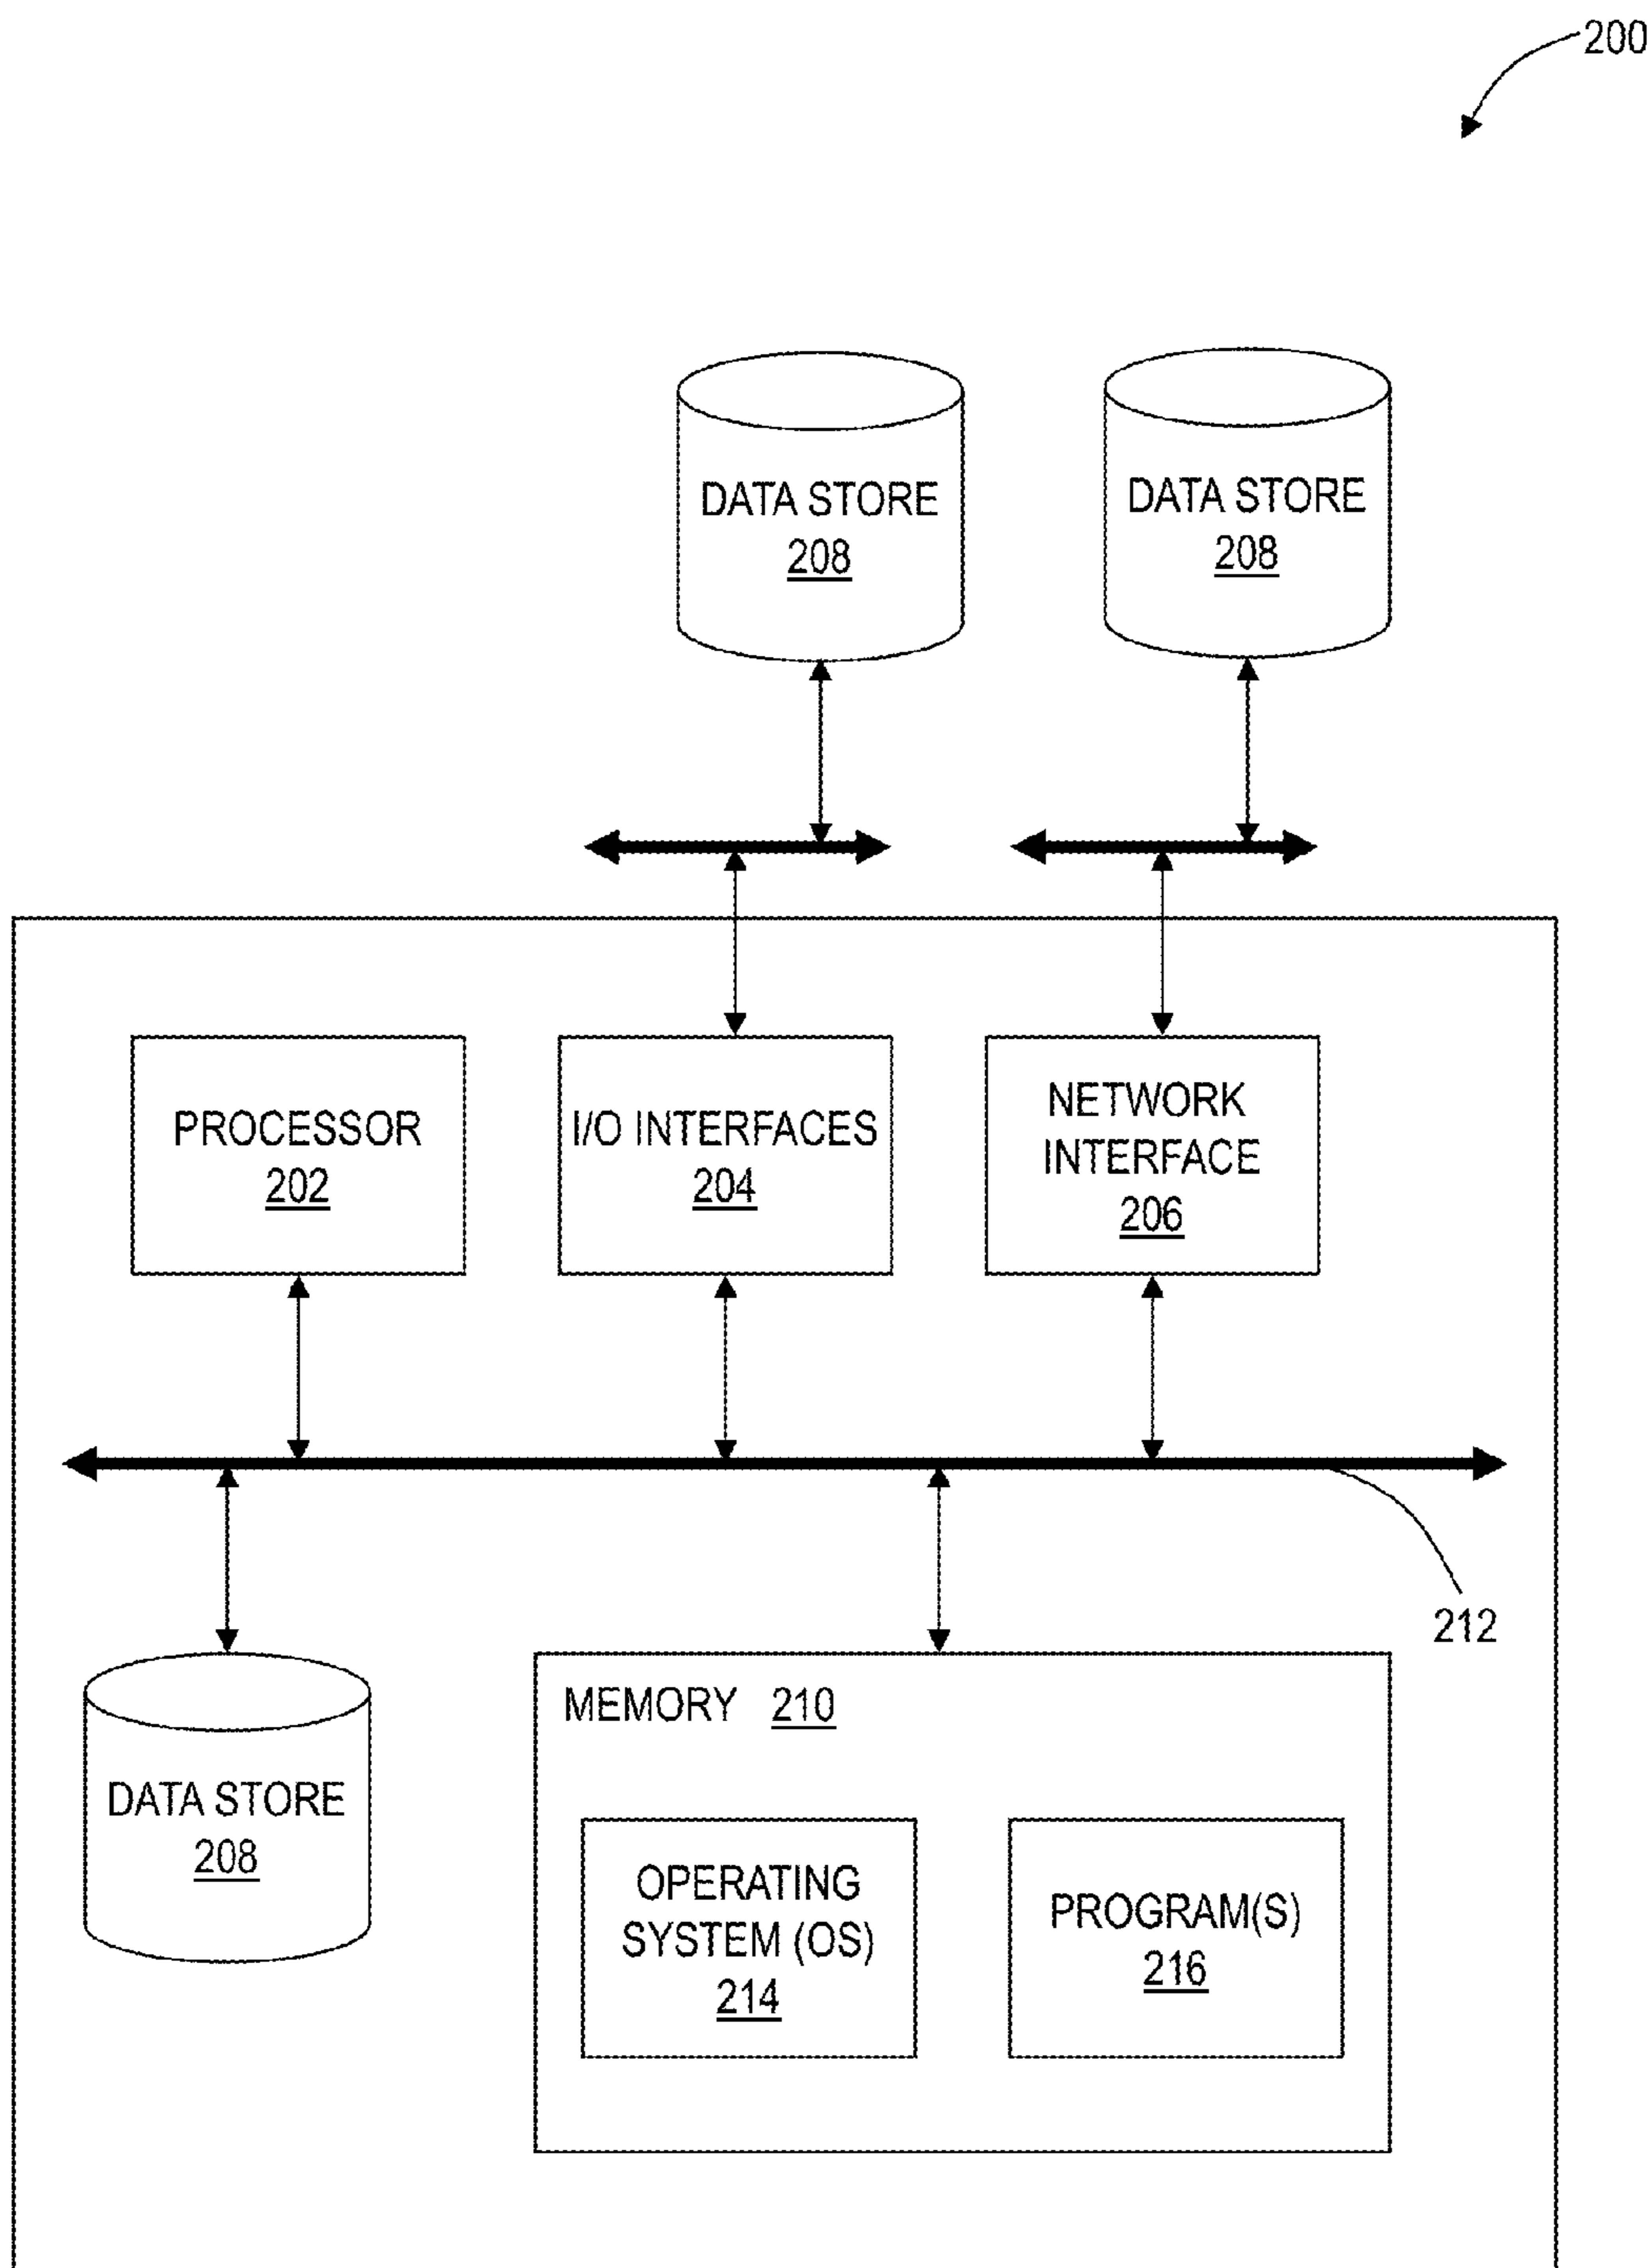 200
DATA STORE
208
DATA STORE
208
PROCESSOR
202
I/O INTERFACES
204
NETWORK
INTERFACE
206
212
DATA STORE
208
MEMORY 210
OPERATING
SYSTEM (OS)
214
PROGRAM(S)
216